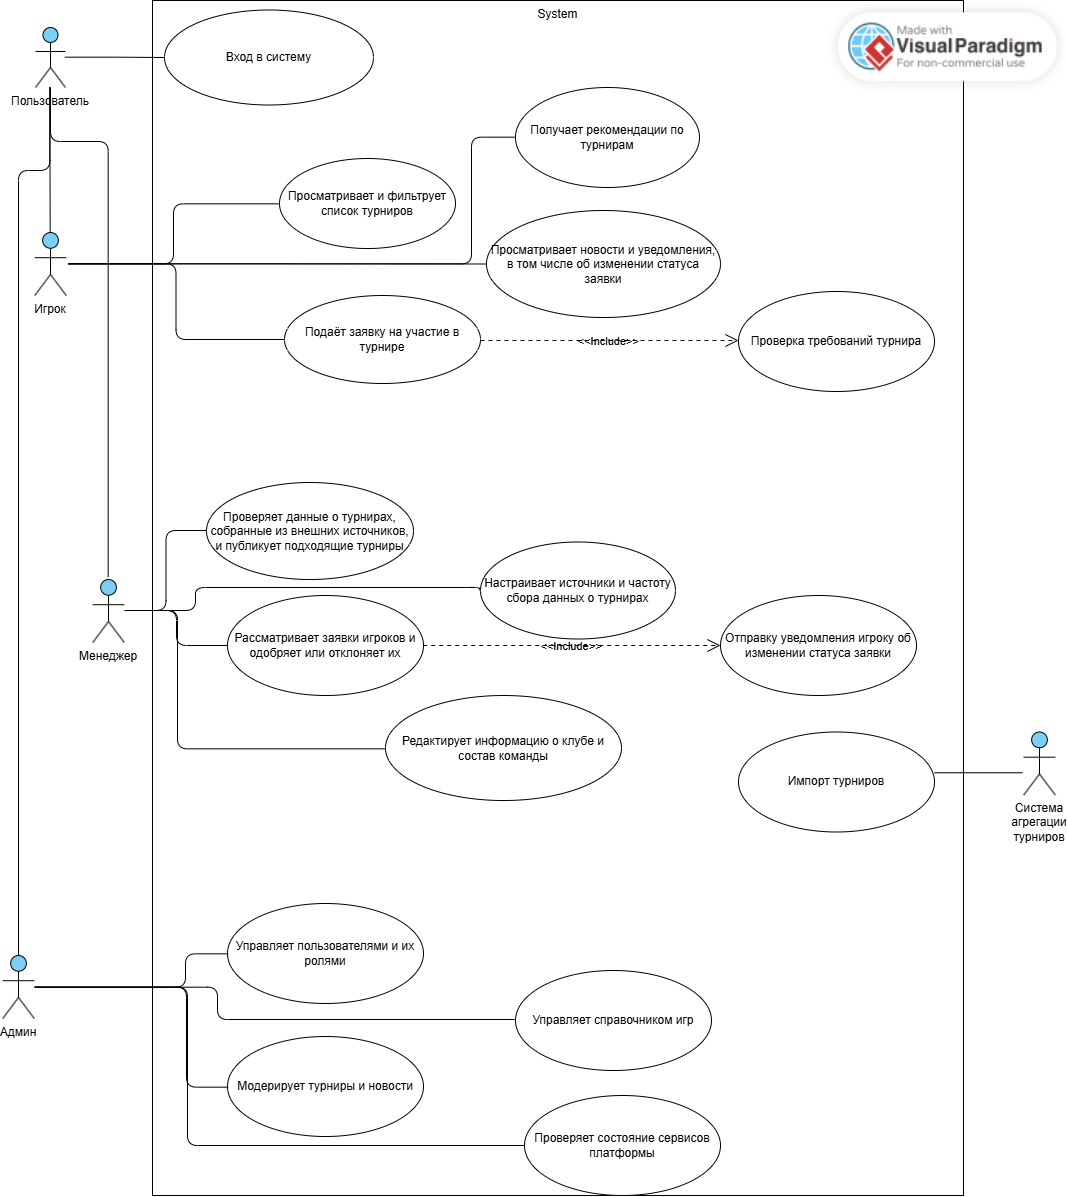 System
Made with
VisualParadigm
For non-commercial use
Вход в систему
Пользователь
Получает рекомендации по
турнирам
Просматривает и фильтрует
список турниров
Просматривает новости и уведомления,
в том числе об изменении статуса
заявки
Игрок
Подаёт заявку на участие в
турнире
<<Include>>
Проверка требований турнира
Проверяет данные о турнирах,
собранные из внешних источников,
и публикует подходящие турниры
Настраивает источники и частоту
сбора данных о турнирах
Менеджер
Рассматривает заявки игроков и
одобряет или отклоняет их
<<Include>>
Отправку уведомления игроку об
изменении статуса заявки
Редактирует информацию о клубе и
состав команды
Импорт турниров
Система
агрегации
турниров
Управляет пользователями и их
ролями
Админ
Управляет справочником игр
Модерирует турниры и новости
Проверяет состояние сервисов
платформы